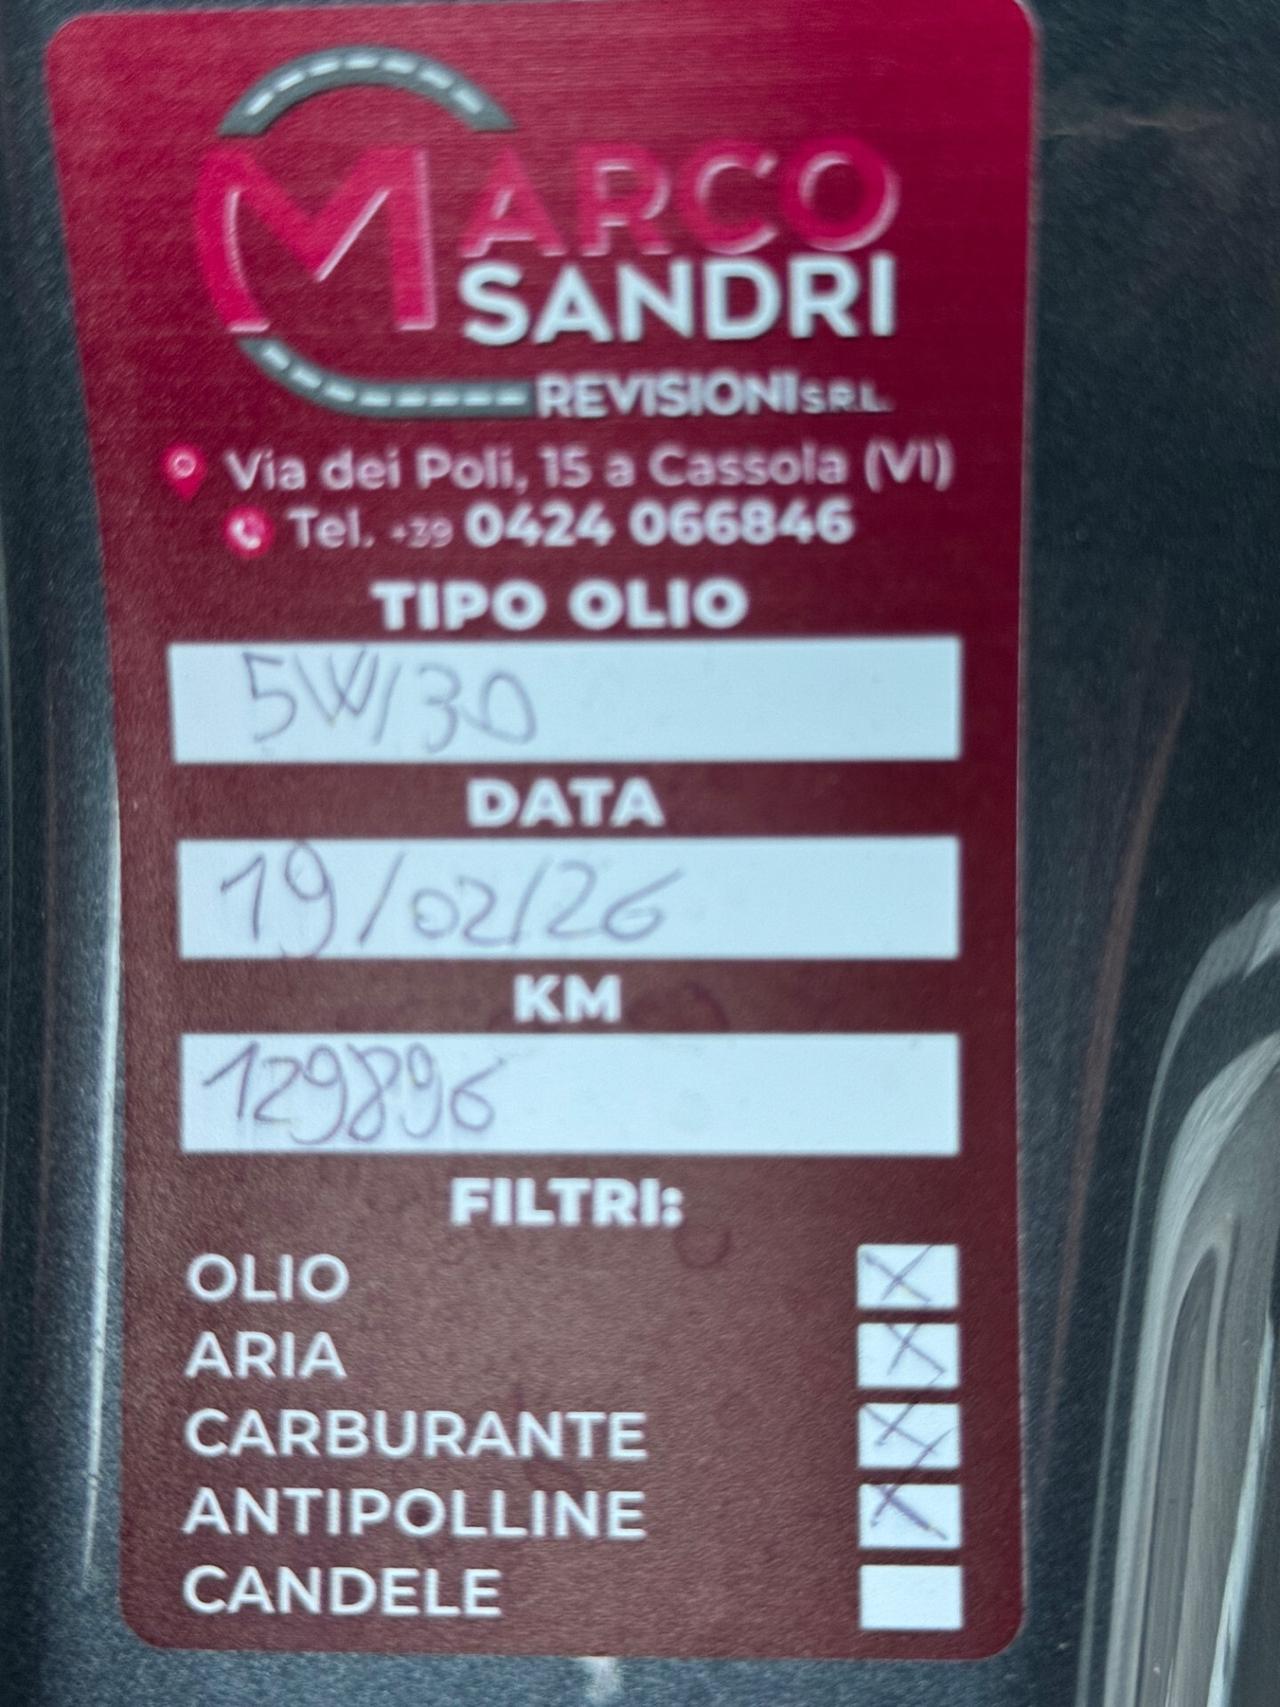 MARCO
SANDRI
REVISIONI S.R.L.
Via dei Poli, 15 a Cassola (VI)
Tel. +39 0424 066846
TIPO OLIO
5W/30
DATA
19/02/26
KM
129896
FILTRI:
OLIO X
ARIA X
CARBURANTE X
ANTIPOLLINE X
CANDELE